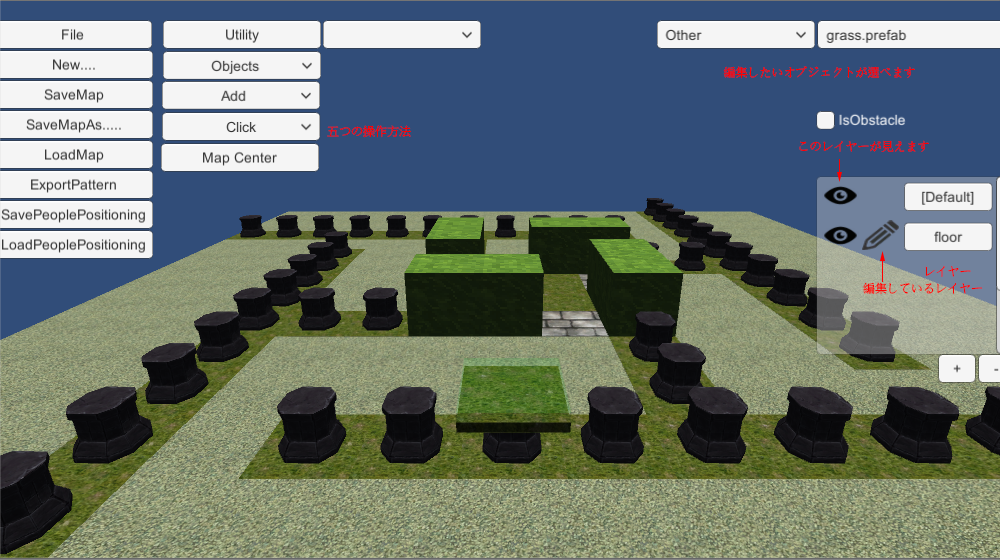 File
Utility
Other
grass.prefab
New....
Objects
編集したいオブジェクトが選べます
SaveMap
Add
SaveMapAs.....
Click
五つの操作方法
IsObstacle
LoadMap
Map Center
このレイヤーが見えます
ExportPattern
[Default]
SavePeoplePositioning
LoadPeoplePositioning
floor
レイヤー
編集しているレイヤー
+
-